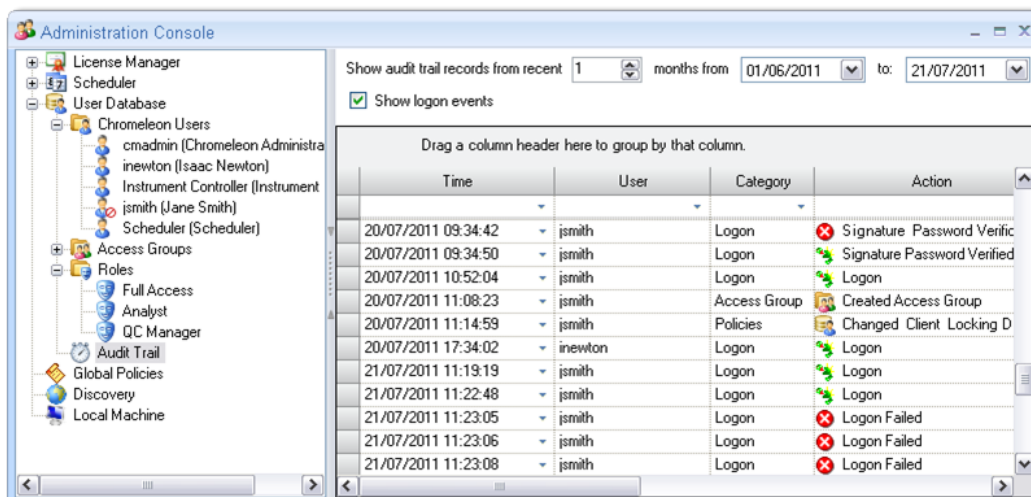 Administration Console
License Manager
Scheduler
User Database
Chromeleon Users
cmadmin (Chromeleon Administra
inewton (Isaac Newton)
Instrument Controller (Instrument
jsmith (Jane Smith)
Scheduler (Scheduler)
Access Groups
Roles
Full Access
Analyst
QC Manager
Audit Trail
Global Policies
Discovery
Local Machine
Show audit trail records from recent 1 months from 01/06/2011 to: 21/07/2011
Show logon events
Drag a column header here to group by that column.
Time User Category Action
20/07/2011 09:34:42 jsmith Logon Signature Password Verific
20/07/2011 09:34:50 jsmith Logon Signature Password Verified
20/07/2011 10:52:04 jsmith Logon Logon
20/07/2011 11:08:23 jsmith Access Group Created Access Group
20/07/2011 11:14:59 jsmith Policies Changed Client Locking D
20/07/2011 17:34:02 inewton Logon Logon
21/07/2011 11:19:19 jsmith Logon Logon
21/07/2011 11:22:48 jsmith Logon Logon
21/07/2011 11:23:05 jsmith Logon Logon Failed
21/07/2011 11:23:06 jsmith Logon Logon Failed
21/07/2011 11:23:08 jsmith Logon Logon Failed